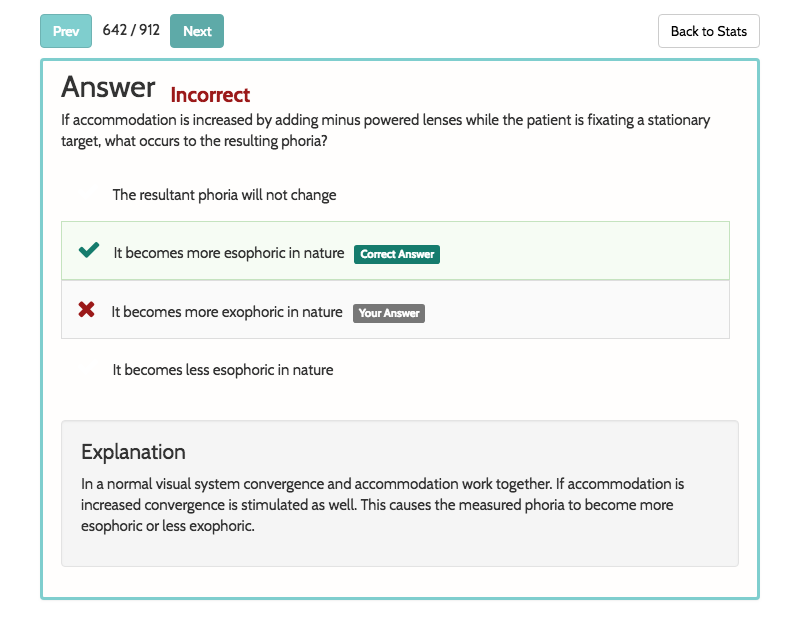 Prev 642 / 912 Next Back to Stats
Answer Incorrect
If accommodation is increased by adding minus powered lenses while the patient is fixating a stationary
target, what occurs to the resulting phoria?
The resultant phoria will not change
It becomes more esophoric in nature Correct Answer
It becomes more exophoric in nature Your Answer
It becomes less esophoric in nature
Explanation
In a normal visual system convergence and accommodation work together. If accommodation is
increased convergence is stimulated as well. This causes the measured phoria to become more
esophoric or less exophoric.